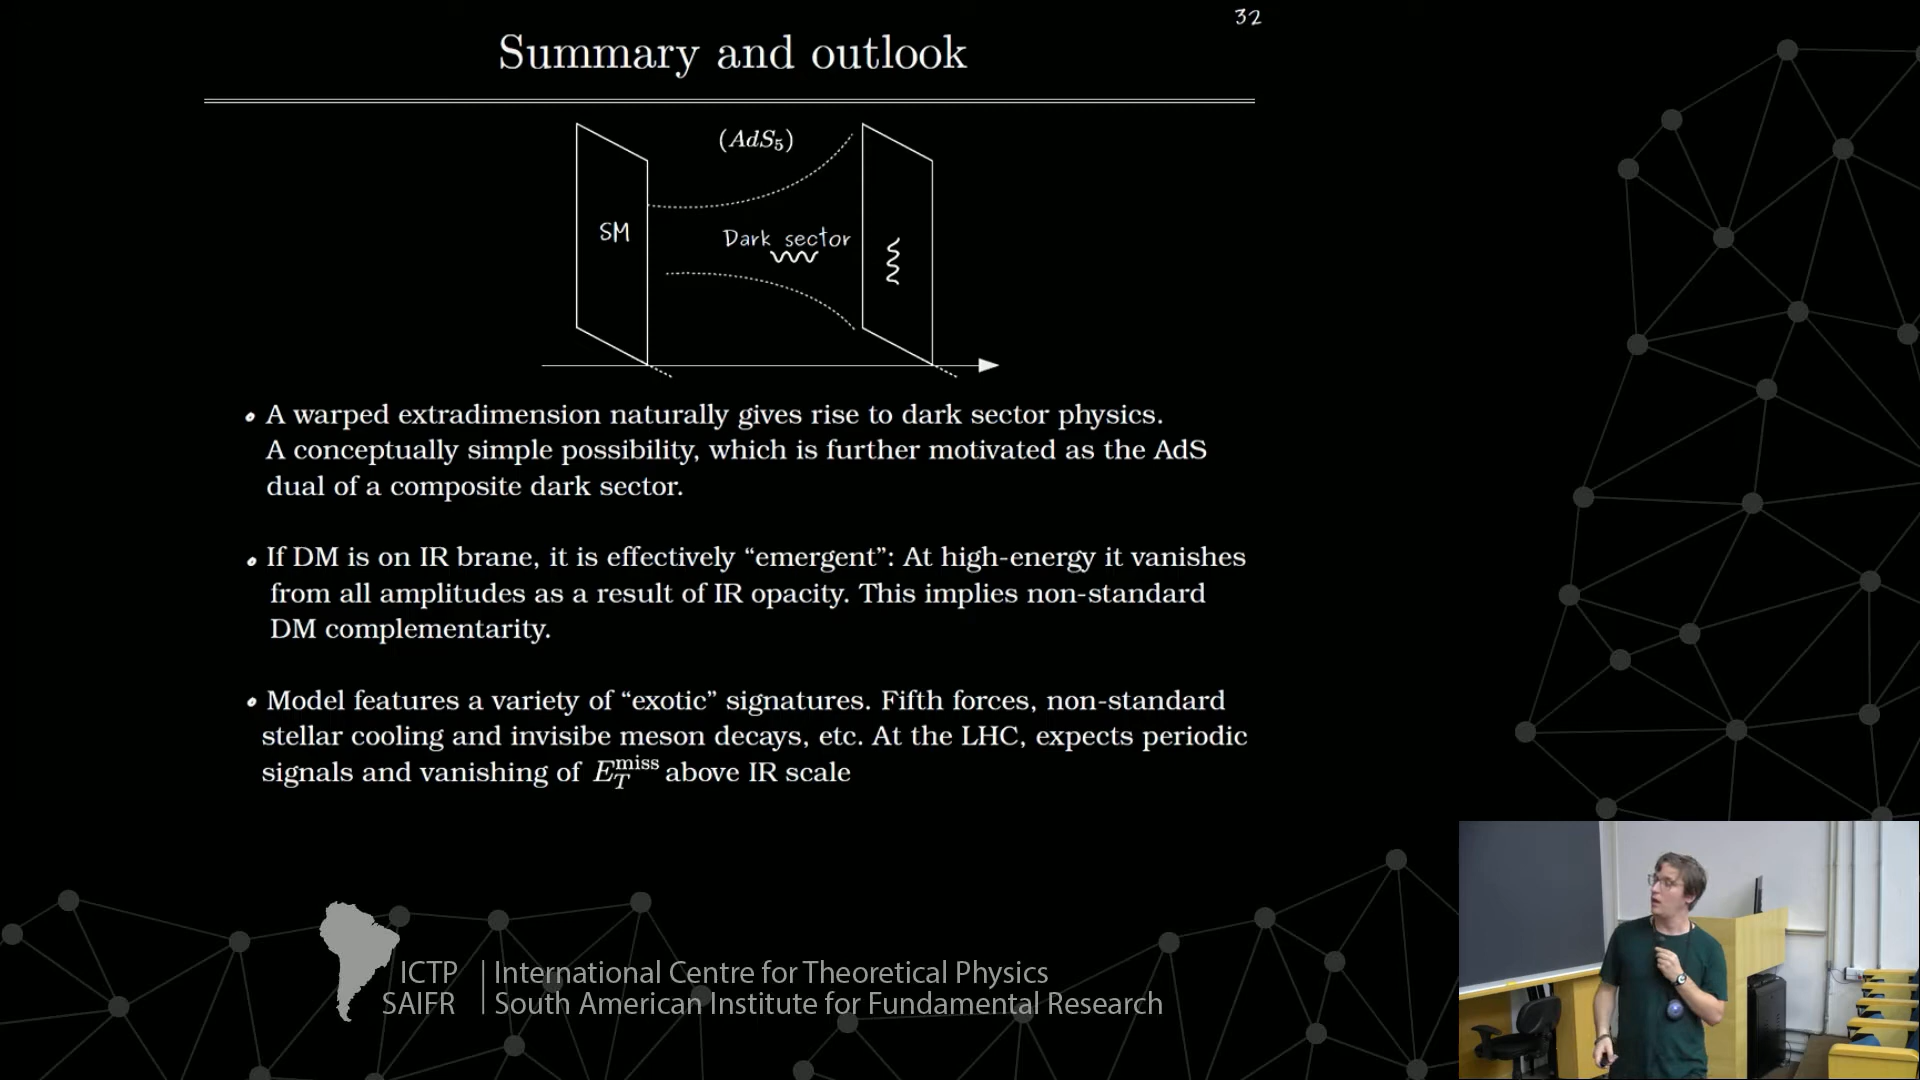 32
Summary and outlook
(AdS₅)
SM
Dark sector
A warped extradimension naturally gives rise to dark sector physics.
A conceptually simple possibility, which is further motivated as the AdS
dual of a composite dark sector.
If DM is on IR brane, it is effectively “emergent”: At high-energy it vanishes
from all amplitudes as a result of IR opacity. This implies non-standard
DM complementarity.
Model features a variety of “exotic” signatures. Fifth forces, non-standard
stellar cooling and invisibe meson decays, etc. At the LHC, expects periodic
signals and vanishing of E_T^miss above IR scale
ICTP | International Centre for Theoretical Physics
SAIFR | South American Institute for Fundamental Research